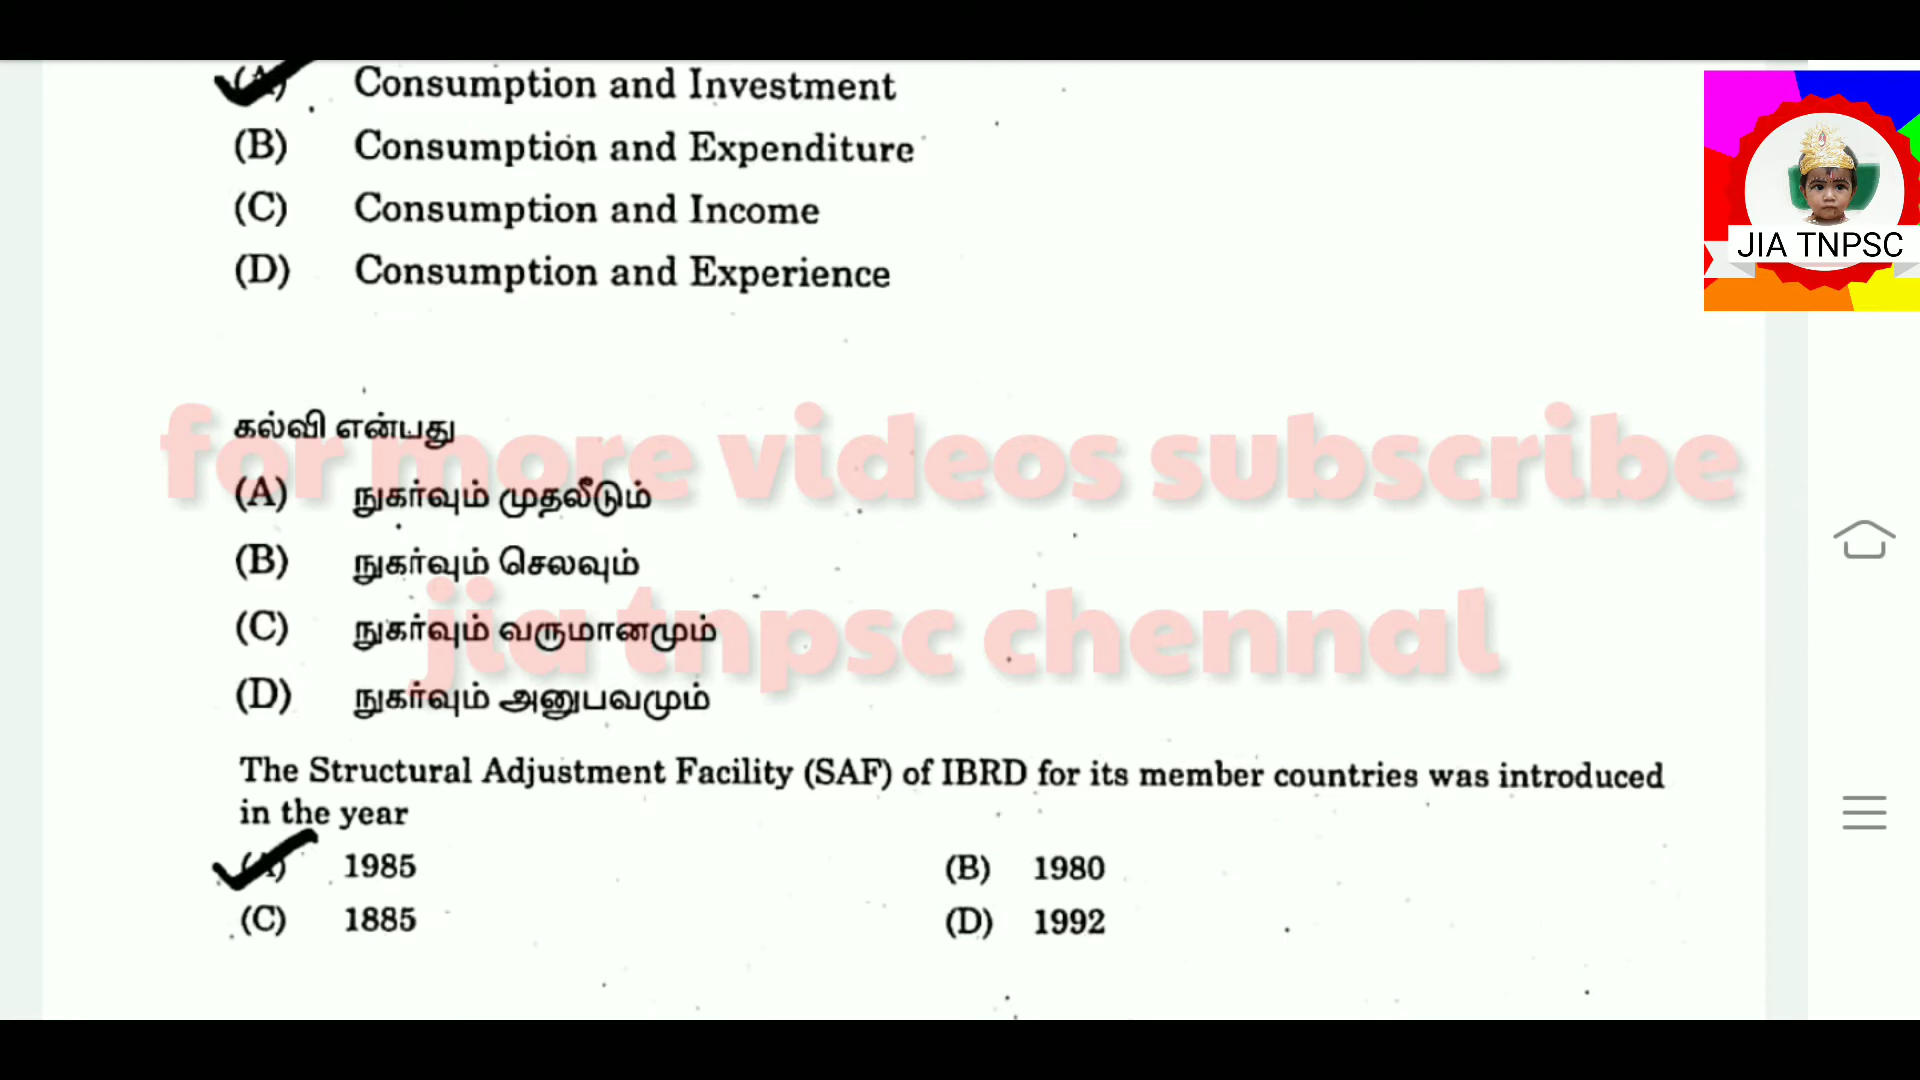 (A) Consumption and Investment
(B) Consumption and Expenditure
(C) Consumption and Income
(D) Consumption and Experience
JIA TNPSC
கல்வி என்பது
for more videos subscribe
(A) நுகர்வும் முதலீடும்
(B) நுகர்வும் செலவும்
jia tnpsc chennal
(C) நுகர்வும் வருமானமும்
(D) நுகர்வும் அனுபவமும்
The Structural Adjustment Facility (SAF) of IBRD for its member countries was introduced
in the year
(A) 1985 (B) 1980
(C) 1885 (D) 1992